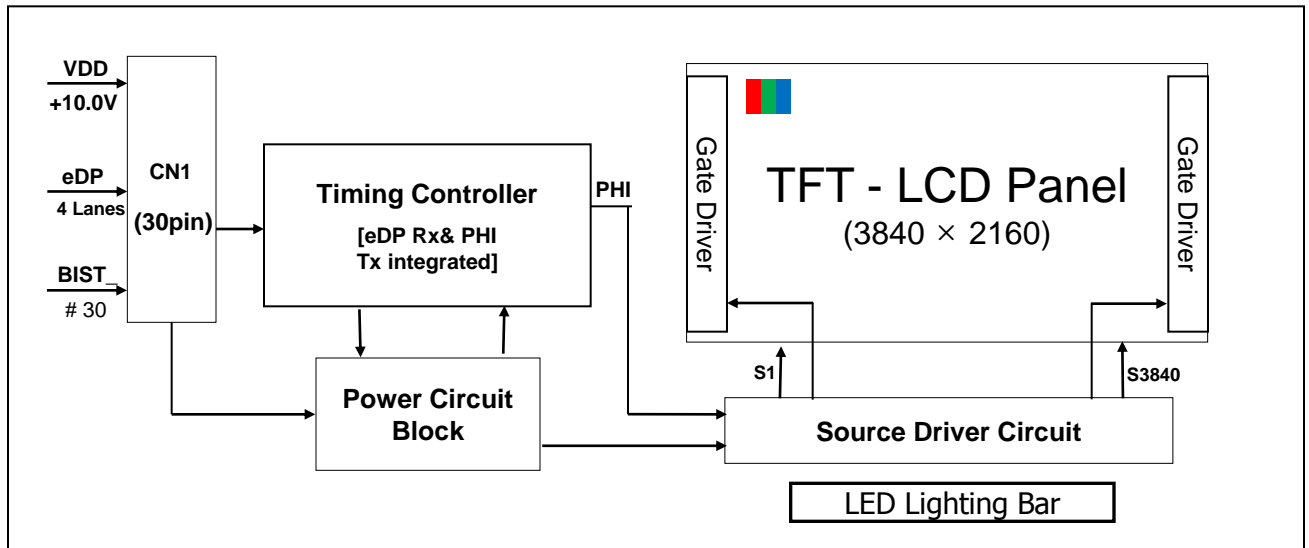 VDD
+10.0V
eDP
4 Lanes
BIST_
# 30
CN1
(30pin)
Timing Controller
[eDP Rx& PHI
Tx integrated]
PHI
Power Circuit
Block
Gate Driver
TFT - LCD Panel
(3840 × 2160)
Gate Driver
S1
S3840
Source Driver Circuit
LED Lighting Bar